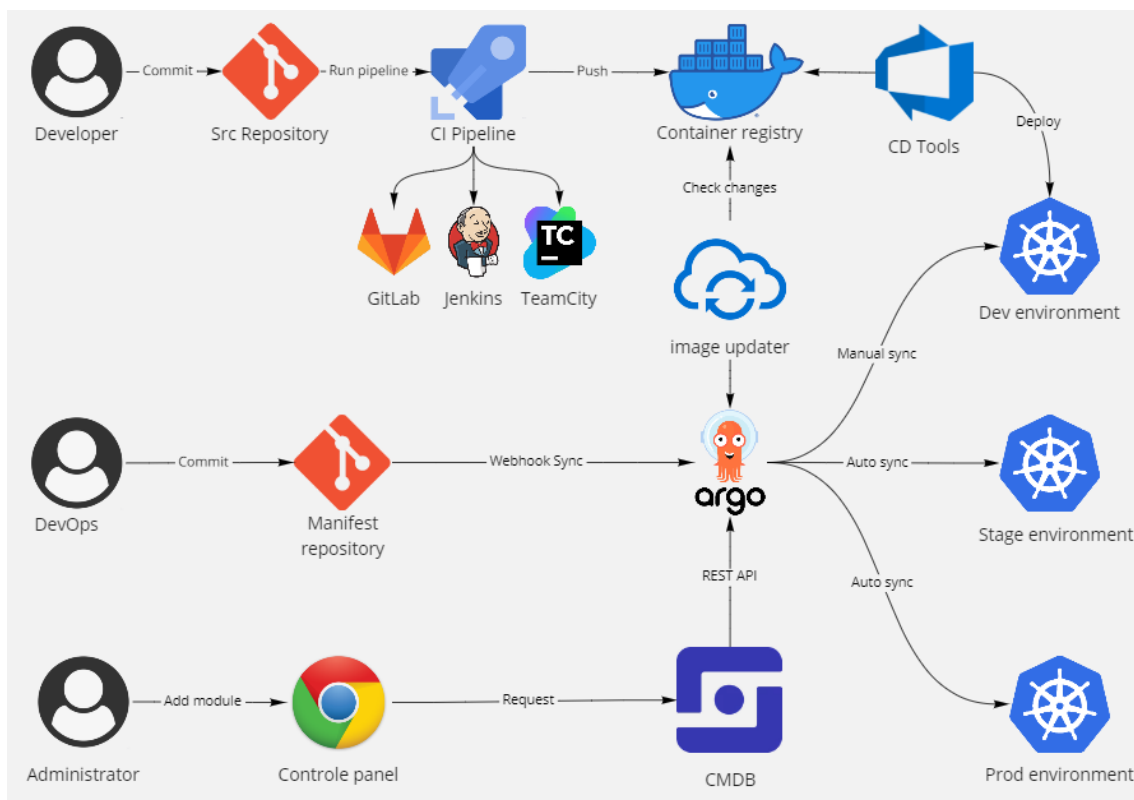 Commit
Run pipeline
Push
Developer
Src Repository
CI Pipeline
Container registry
CD Tools
Deploy
Check changes
TC
GitLab
Jenkins
TeamCity
Dev environment
image updater
Manual sync
Commit
Webhook Sync
Auto sync
argo
DevOps
Manifest
repository
Stage environment
REST API
Auto sync
Add module
Request
Administrator
Controle panel
CMDB
Prod environment